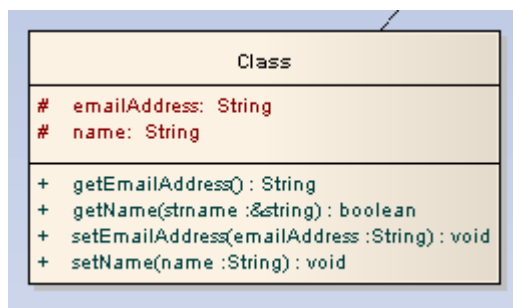 Class
# emailAddress: String
# name: String
+ getEmailAddress() : String
+ getName(strname :&string) : boolean
+ setEmailAddress(emailAddress :String) : void
+ setName(name :String) : void